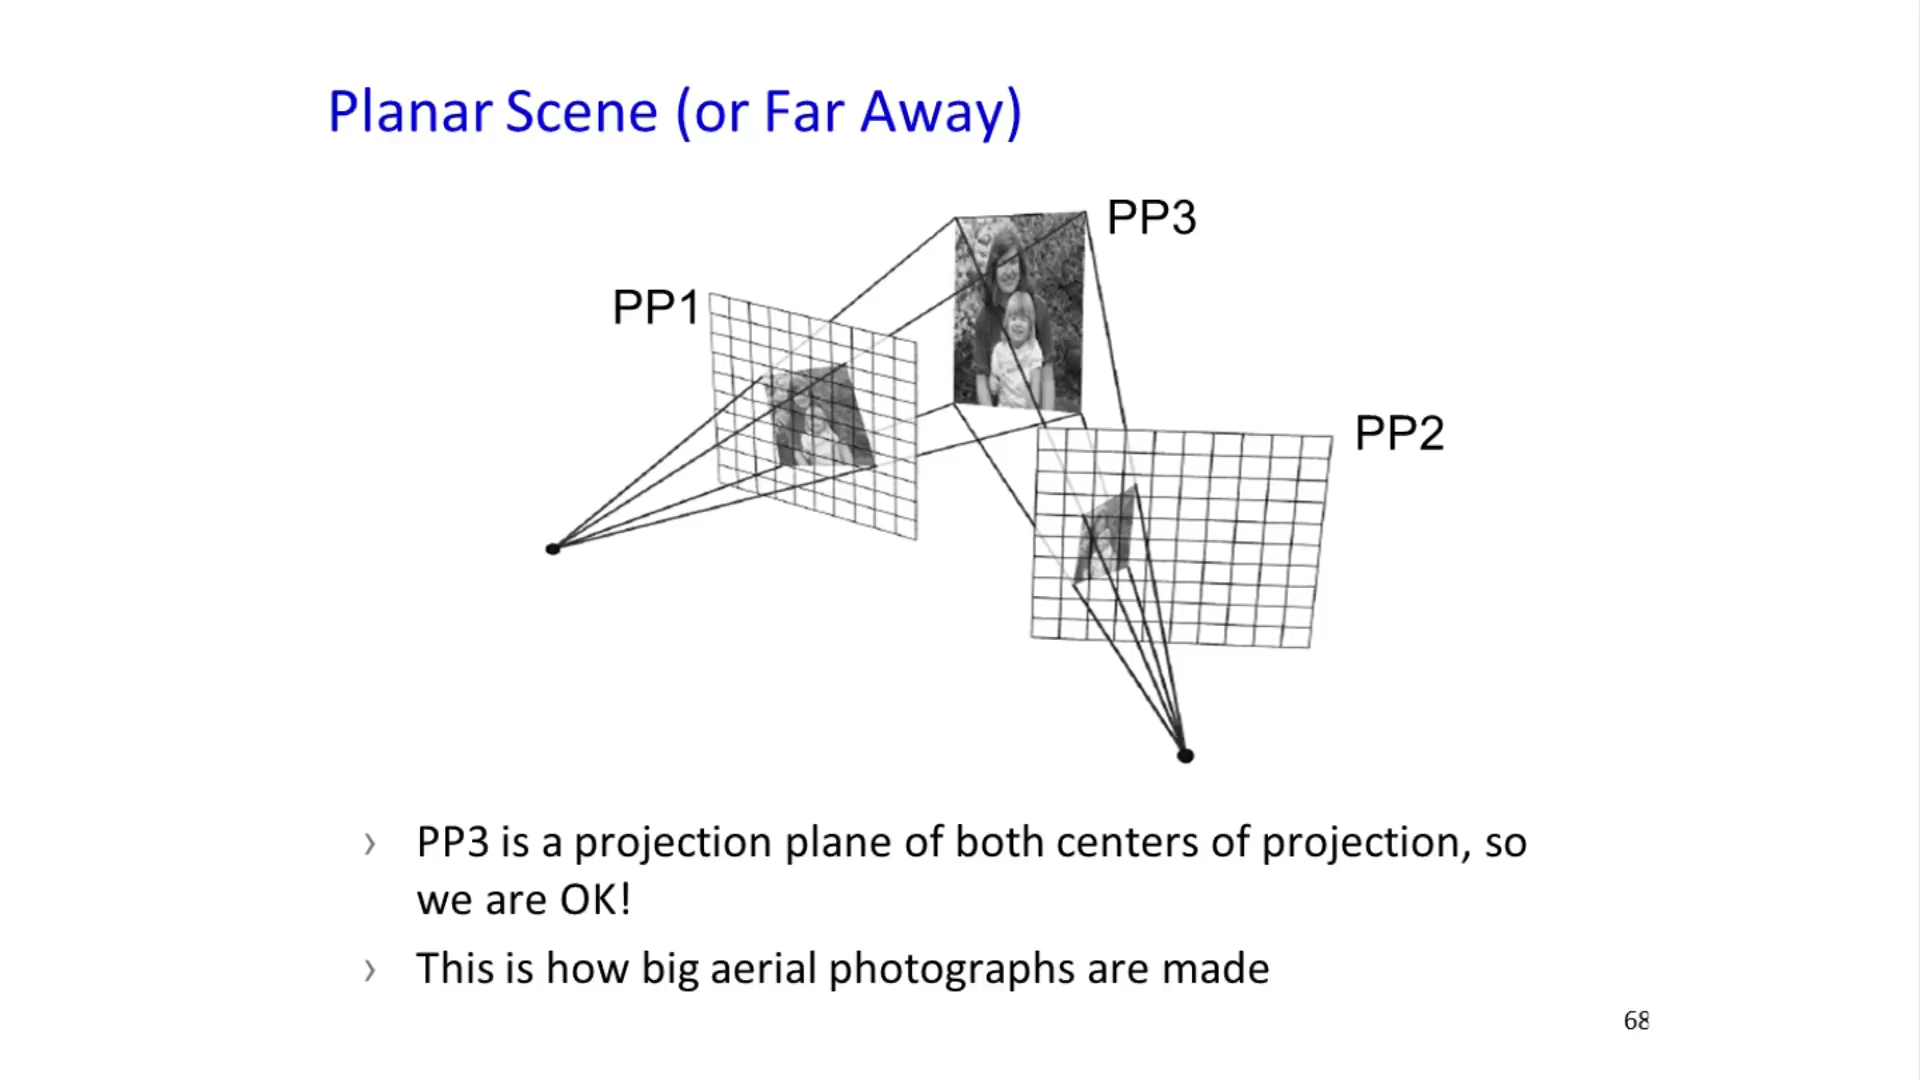 Planar Scene (or Far Away)
PP3
PP1
PP2
› PP3 is a projection plane of both centers of projection, so
we are OK!
› This is how big aerial photographs are made
68